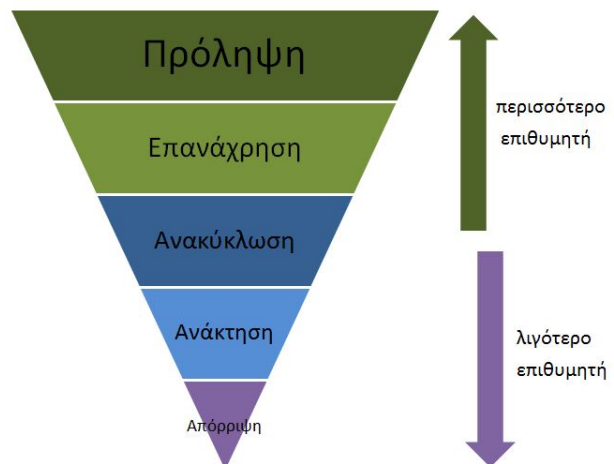 Πρόληψη
Επανάχρηση
Ανακύκλωση
Ανάκτηση
Απόρριψη
περισσότερο
επιθυμητή
λιγότερο
επιθυμητή